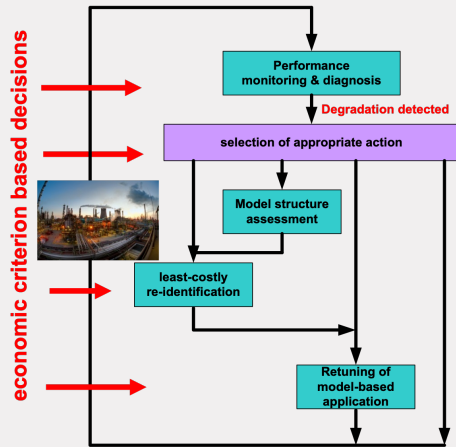 Performance
monitoring & diagnosis
Degradation detected
selection of appropriate action
Model structure
assessment
least-costly
re-identification
Retuning of
model-based
application
economic criterion based decisions